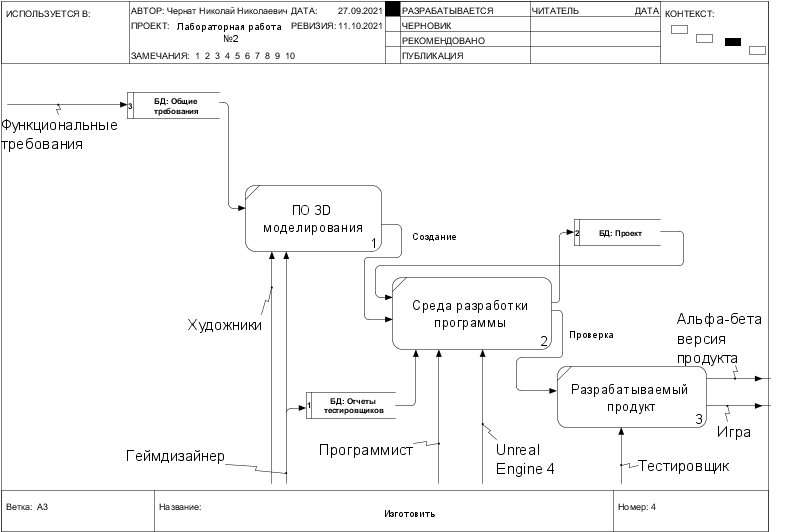 ИСПОЛЬЗУЕТСЯ В:
АВТОР: Чернат Николай Николаевич ДАТА: 27.09.2021
ПРОЕКТ: Лабораторная работа №2
РЕВИЗИЯ: 11.10.2021
ЗАМЕЧАНИЯ: 1 2 3 4 5 6 7 8 9 10
РАЗРАБАТЫВАЕТСЯ
ЧЕРНОВИК
РЕКОМЕНДОВАНО
ПУБЛИКАЦИЯ
ЧИТАТЕЛЬ ДАТА
КОНТЕКСТ:
Функциональные
требования
3
БД: Общие
требования
ПО 3D
моделирования
1
Создание
2
БД: Проект
Среда разработки
программы
2
Проверка
Художники
Альфа-бета
версия
продукта
Разрабатываемый
продукт
3
Игра
1
БД: Отчеты
тестировщиков
Геймдизайнер
Программист
Unreal
Engine 4
Тестировщик
Ветка: A3
Название:
Изготовить
Номер: 4